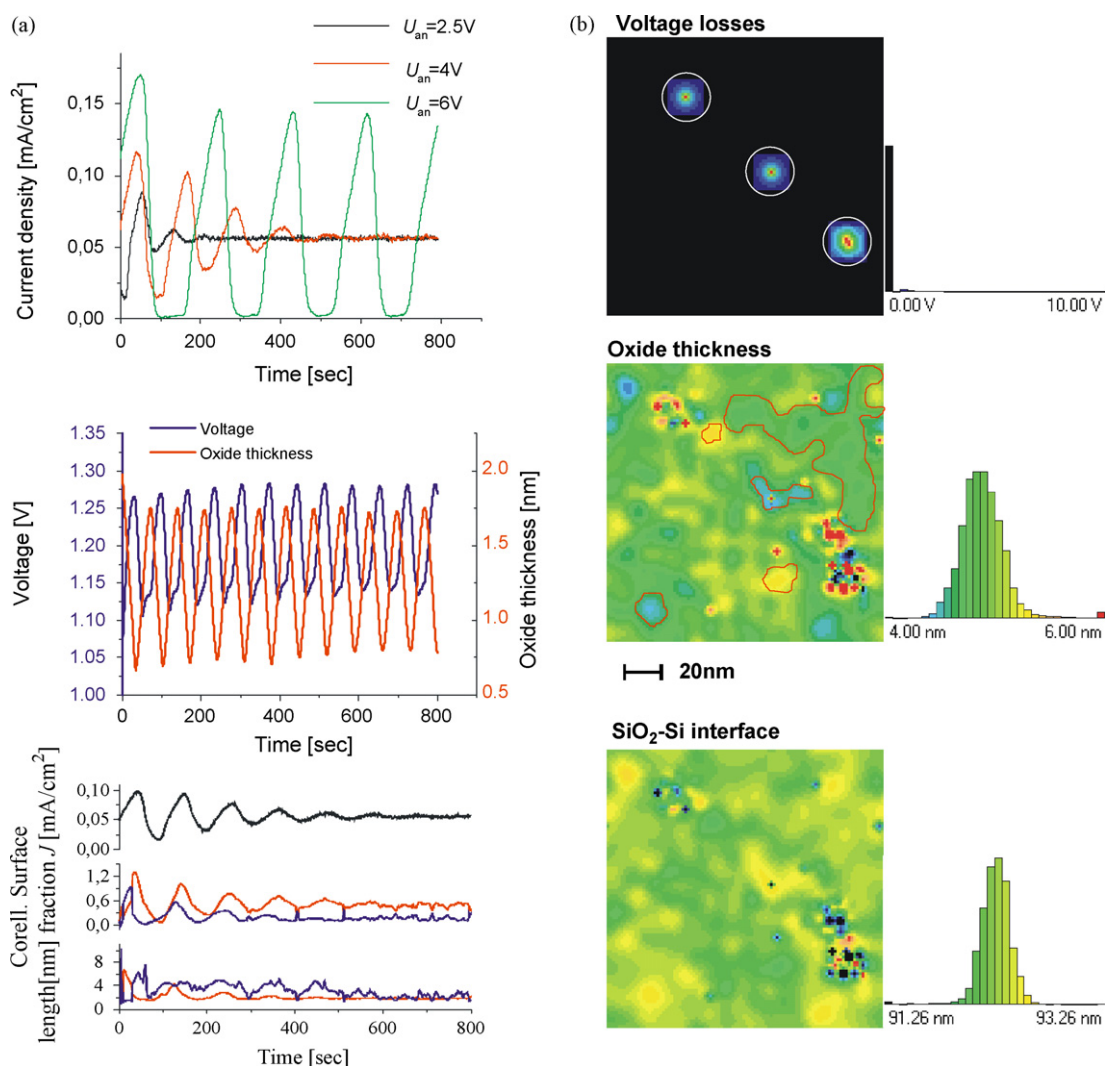 (a)
U_an=2.5V
U_an=4V
U_an=6V
Current density [mA/cm²]
0,15
0,10
0,05
0,00
0 200 400 600 800
Time [sec]
Voltage
Oxide thickness
Voltage [V]
1.35
1.30
1.25
1.20
1.15
1.10
1.05
1.00
2.0
1.5
1.0
0.5
Oxide thickness [nm]
0 200 400 600 800
Time [sec]
Corell. Surface
length[nm] fraction J [mA/cm²]
0,10
0,05
0,00
1,2
0,6
0,0
8
4
0
0 200 400 600 800
Time [sec]
(b)
Voltage losses
0.00 V 10.00 V
Oxide thickness
4.00 nm 6.00 nm
20nm
SiO₂-Si interface
91.26 nm 93.26 nm